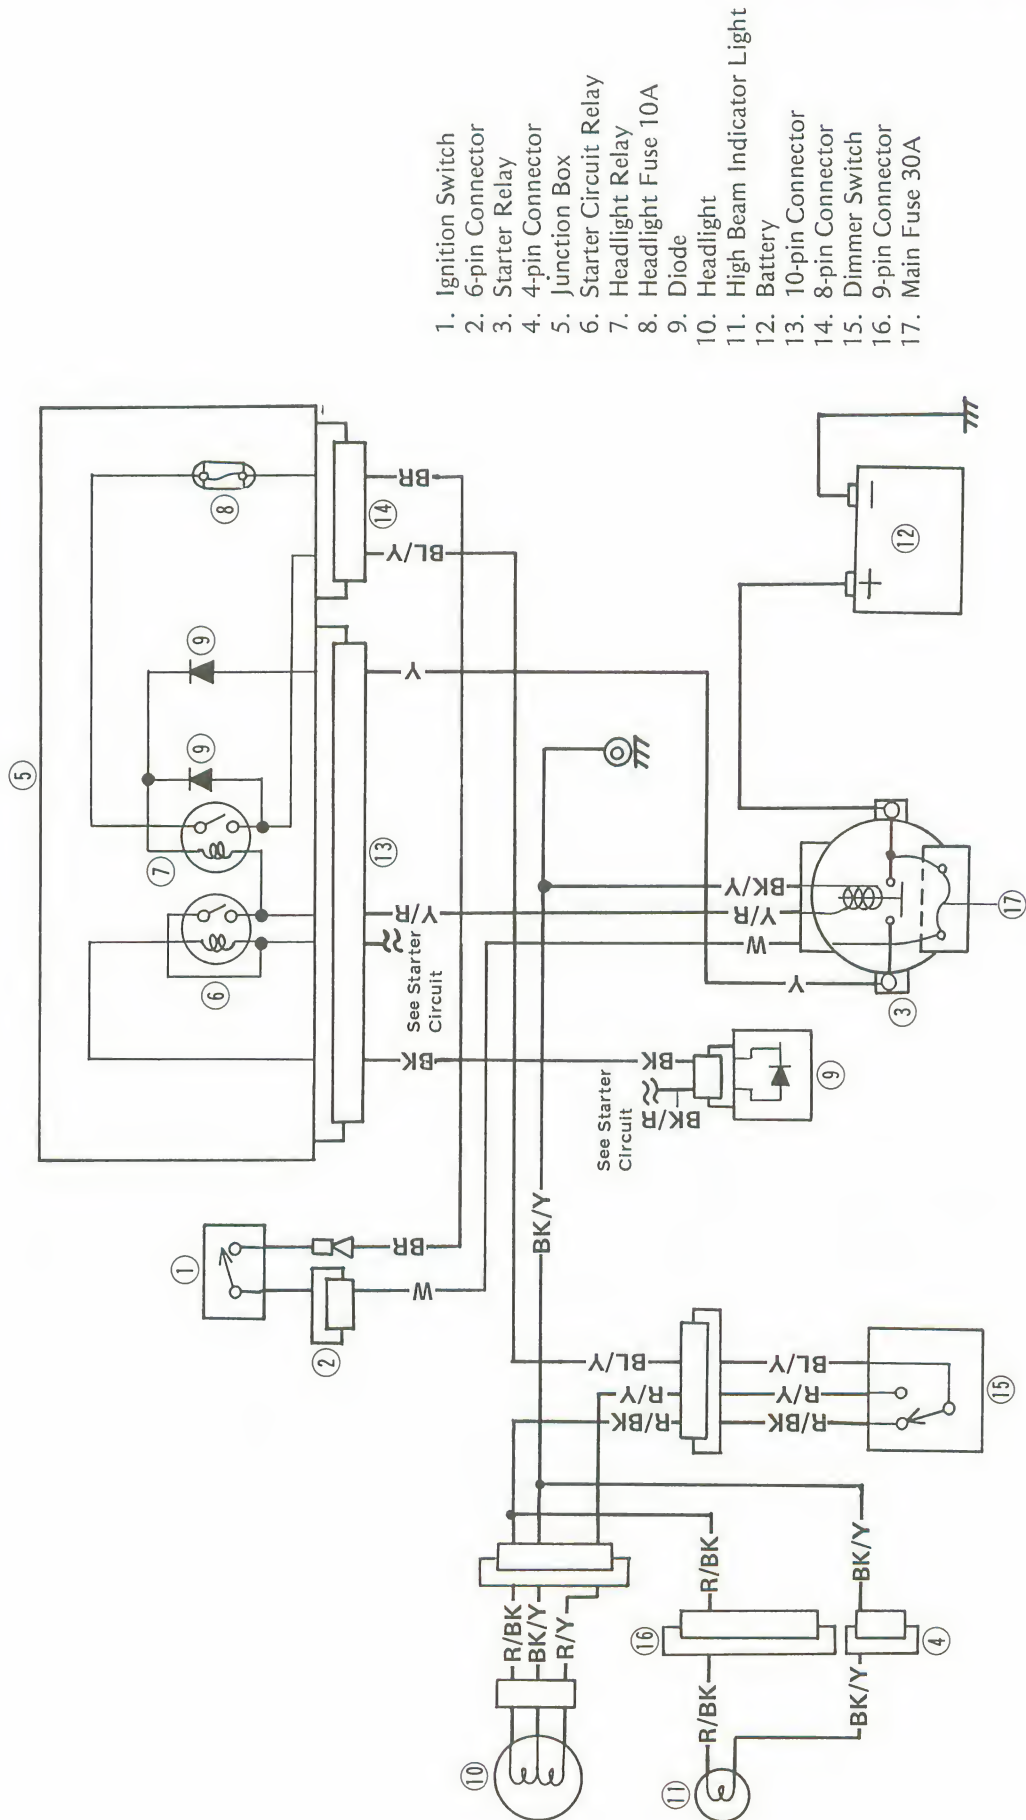 1. Ignition Switch
2. 6-pin Connector
3. Starter Relay
4. 4-pin Connector
5. Junction Box
6. Starter Circuit Relay
7. Headlight Relay
8. Headlight Fuse 10A
9. Diode
10. Headlight
11. High Beam Indicator Light
12. Battery
13. 10-pin Connector
14. 8-pin Connector
15. Dimmer Switch
16. 9-pin Connector
17. Main Fuse 30A
5
8
9
9
7
6
14
13
BR
BL/Y
Y
Y/R
See Starter
Circuit
BK
1
2
BR
W
BK/Y
BK/Y
Y/R
W
Y
3
17
12
+
−
BK
BK/R
See Starter
Circuit
9
BL/Y
R/Y
R/BK
BL/Y
R/Y
R/BK
15
R/BK
BK/Y
R/Y
10
R/BK
BK/Y
16
4
R/BK
BK/Y
11